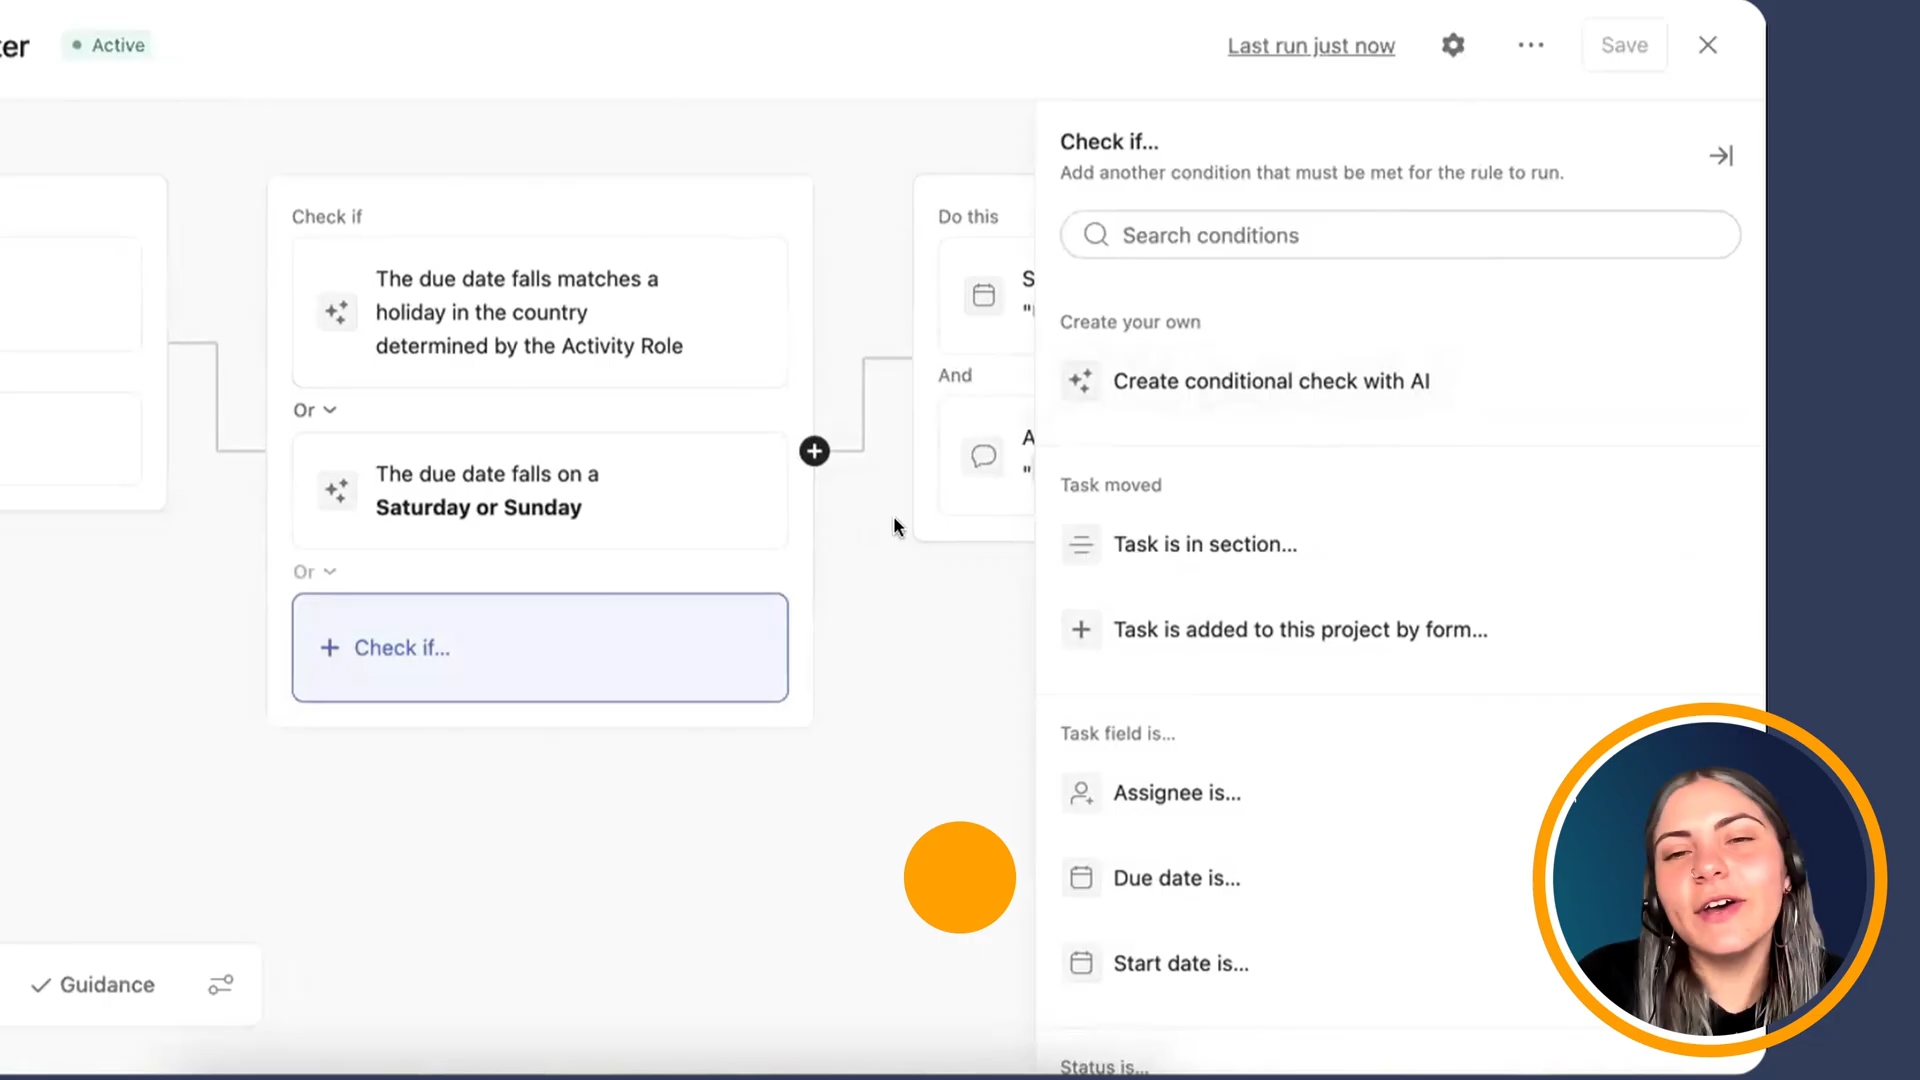 ter
Active
Last run just now
Save
Check if
The due date falls matches a
holiday in the country
determined by the Activity Role
Or
The due date falls on a
Saturday or Sunday
Or
+ Check if...
Do this
S
"
And
A
"
Check if...
Add another condition that must be met for the rule to run.
Search conditions
Create your own
Create conditional check with AI
Task moved
Task is in section...
Task is added to this project by form...
Task field is...
Assignee is...
Due date is...
Start date is...
Status is...
Guidance